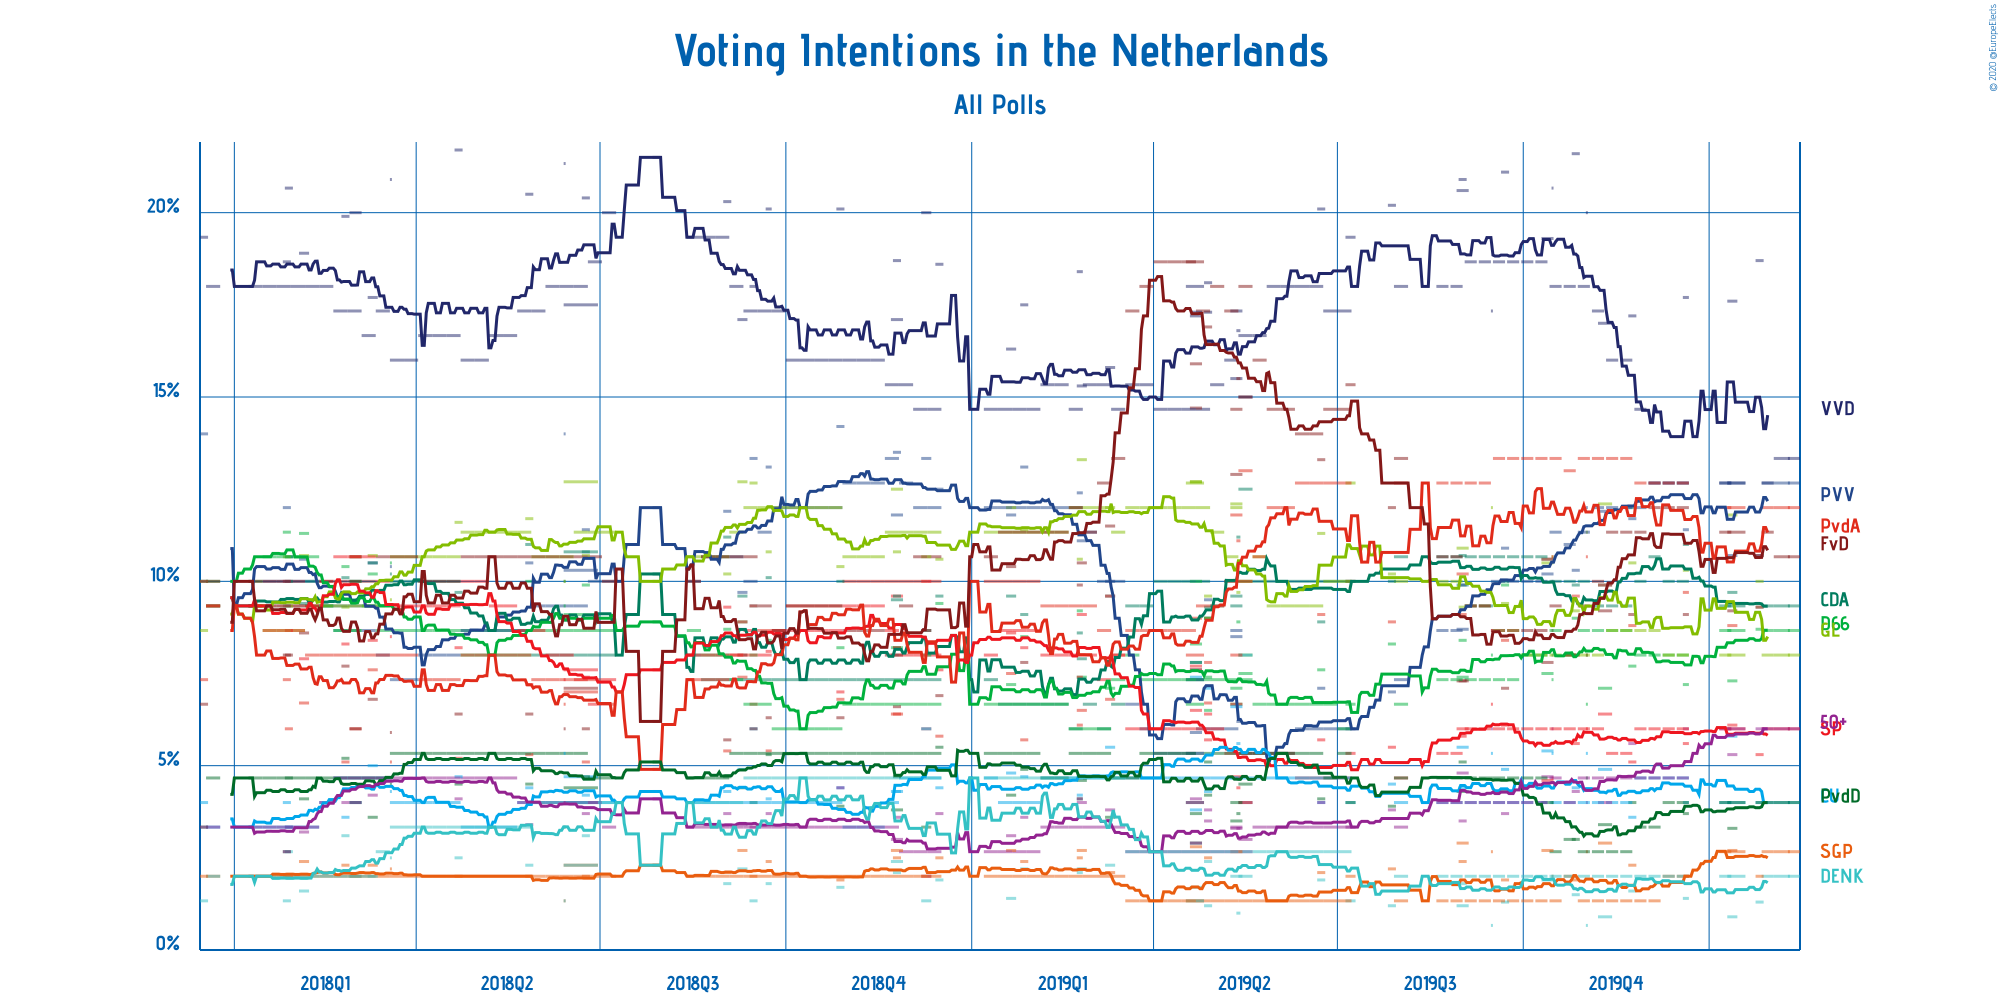 Voting Intentions in the Netherlands
All Polls
© 2020 @EuropeElects
20%
15%
10%
5%
0%
VVD
PVV
PvdA
FvD
CDA
D66
GL
50+
SP
PvdD
SGP
DENK
2018Q1 2018Q2 2018Q3 2018Q4 2019Q1 2019Q2 2019Q3 2019Q4